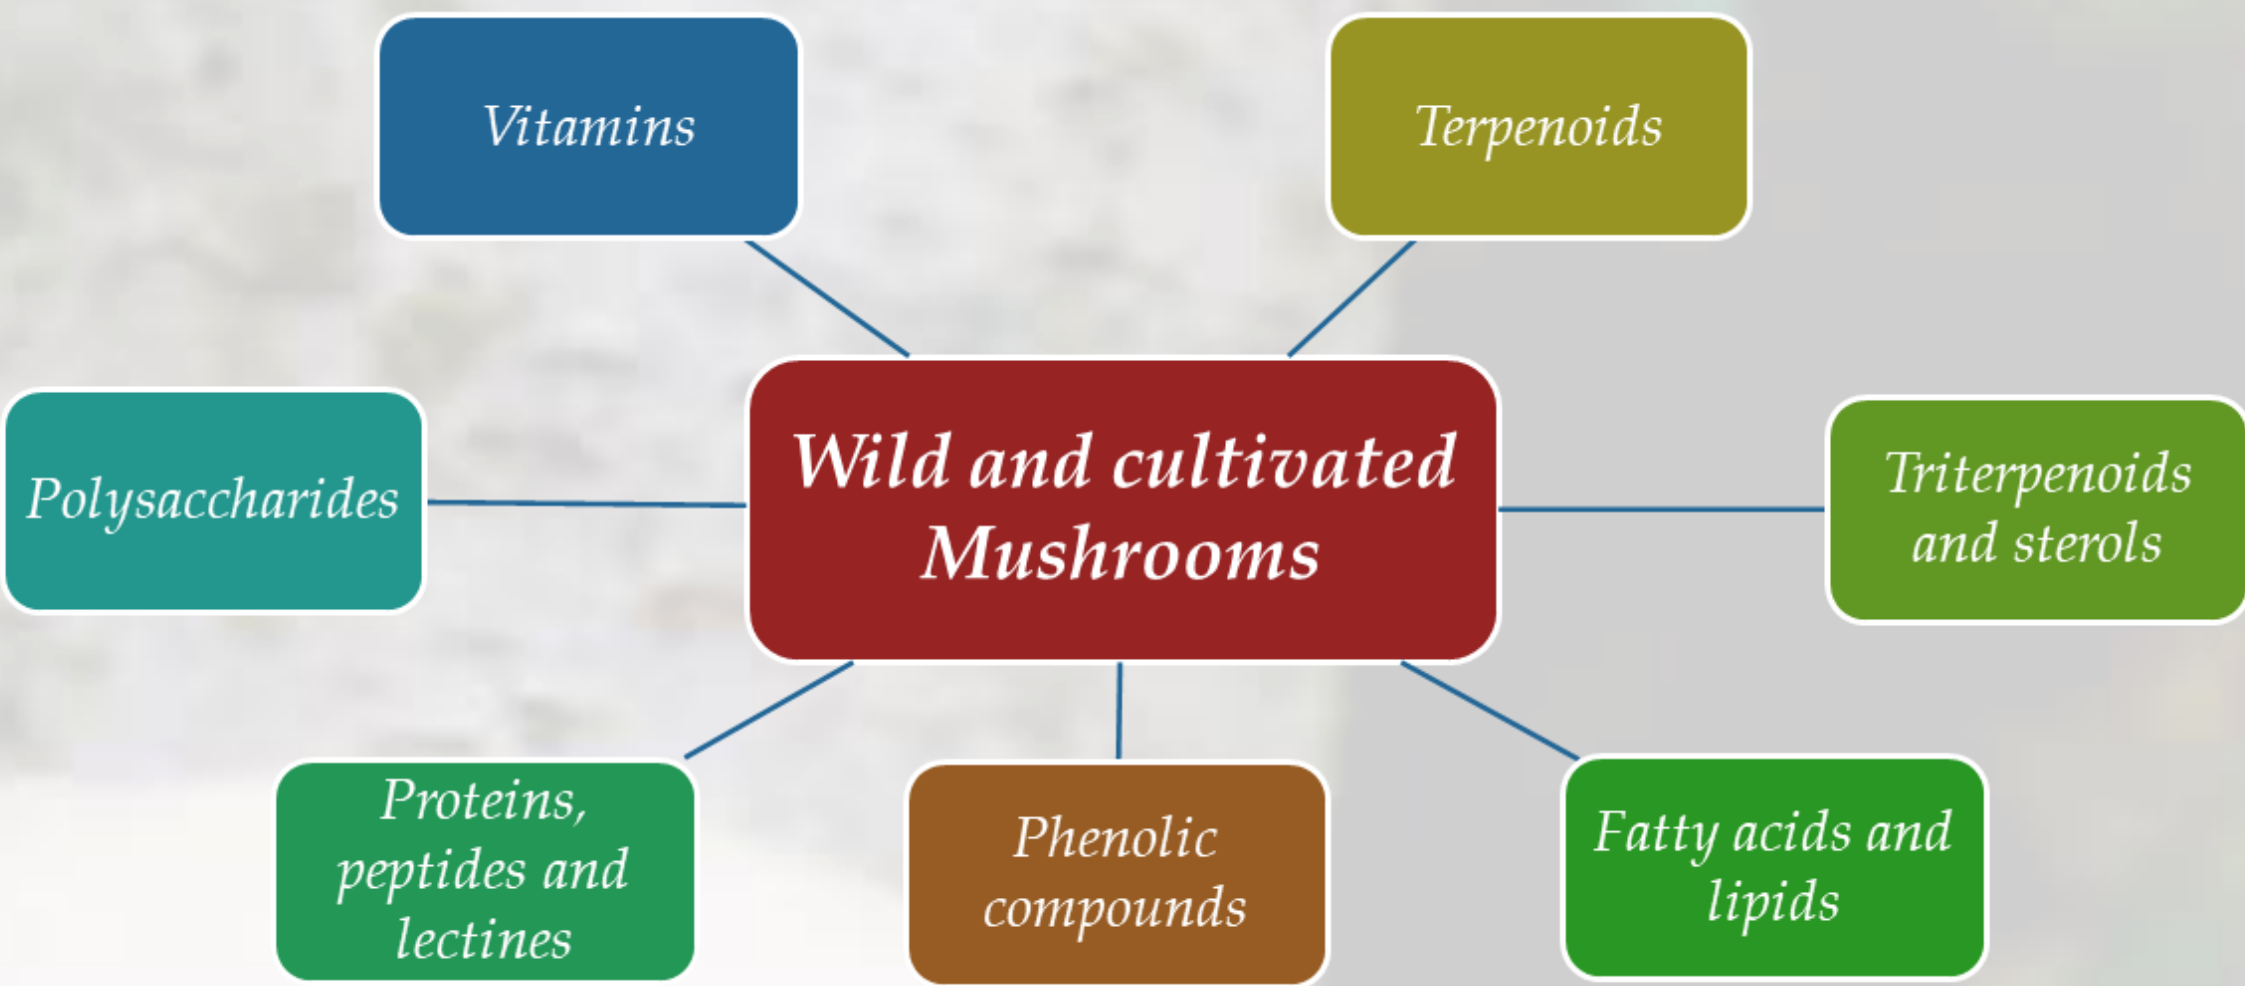 Vitamins
Terpenoids
Polysaccharides
Wild and cultivated
Mushrooms
Triterpenoids
and sterols
Proteins,
peptides and
lectines
Phenolic
compounds
Fatty acids and
lipids